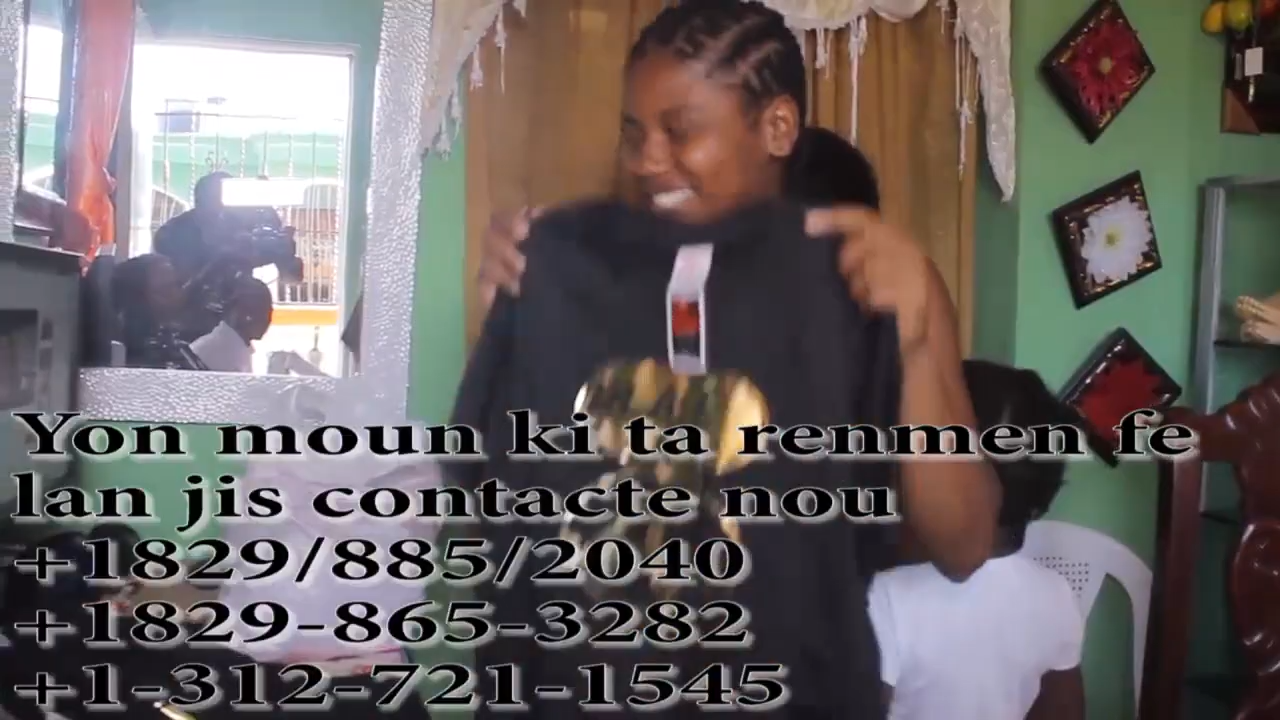 Yon moun ki ta renmen fe
lan jis contacte nou
+1829/885/2040
+1829-865-3282
+1-312-721-1545